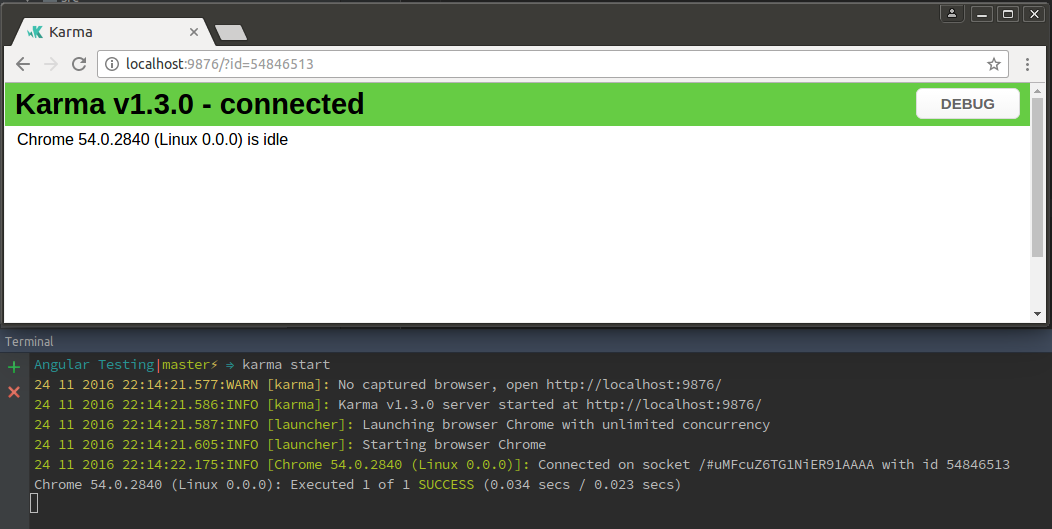 Karma
localhost:9876/?id=54846513
Karma v1.3.0 - connected
DEBUG
Chrome 54.0.2840 (Linux 0.0.0) is idle
Terminal
Angular Testing|master⚡ ⇒ karma start
24 11 2016 22:14:21.577:WARN [karma]: No captured browser, open http://localhost:9876/
24 11 2016 22:14:21.586:INFO [karma]: Karma v1.3.0 server started at http://localhost:9876/
24 11 2016 22:14:21.587:INFO [launcher]: Launching browser Chrome with unlimited concurrency
24 11 2016 22:14:21.605:INFO [launcher]: Starting browser Chrome
24 11 2016 22:14:22.175:INFO [Chrome 54.0.2840 (Linux 0.0.0)]: Connected on socket /#uMFcuZ6TG1NiER91AAAA with id 54846513
Chrome 54.0.2840 (Linux 0.0.0): Executed 1 of 1 SUCCESS (0.034 secs / 0.023 secs)